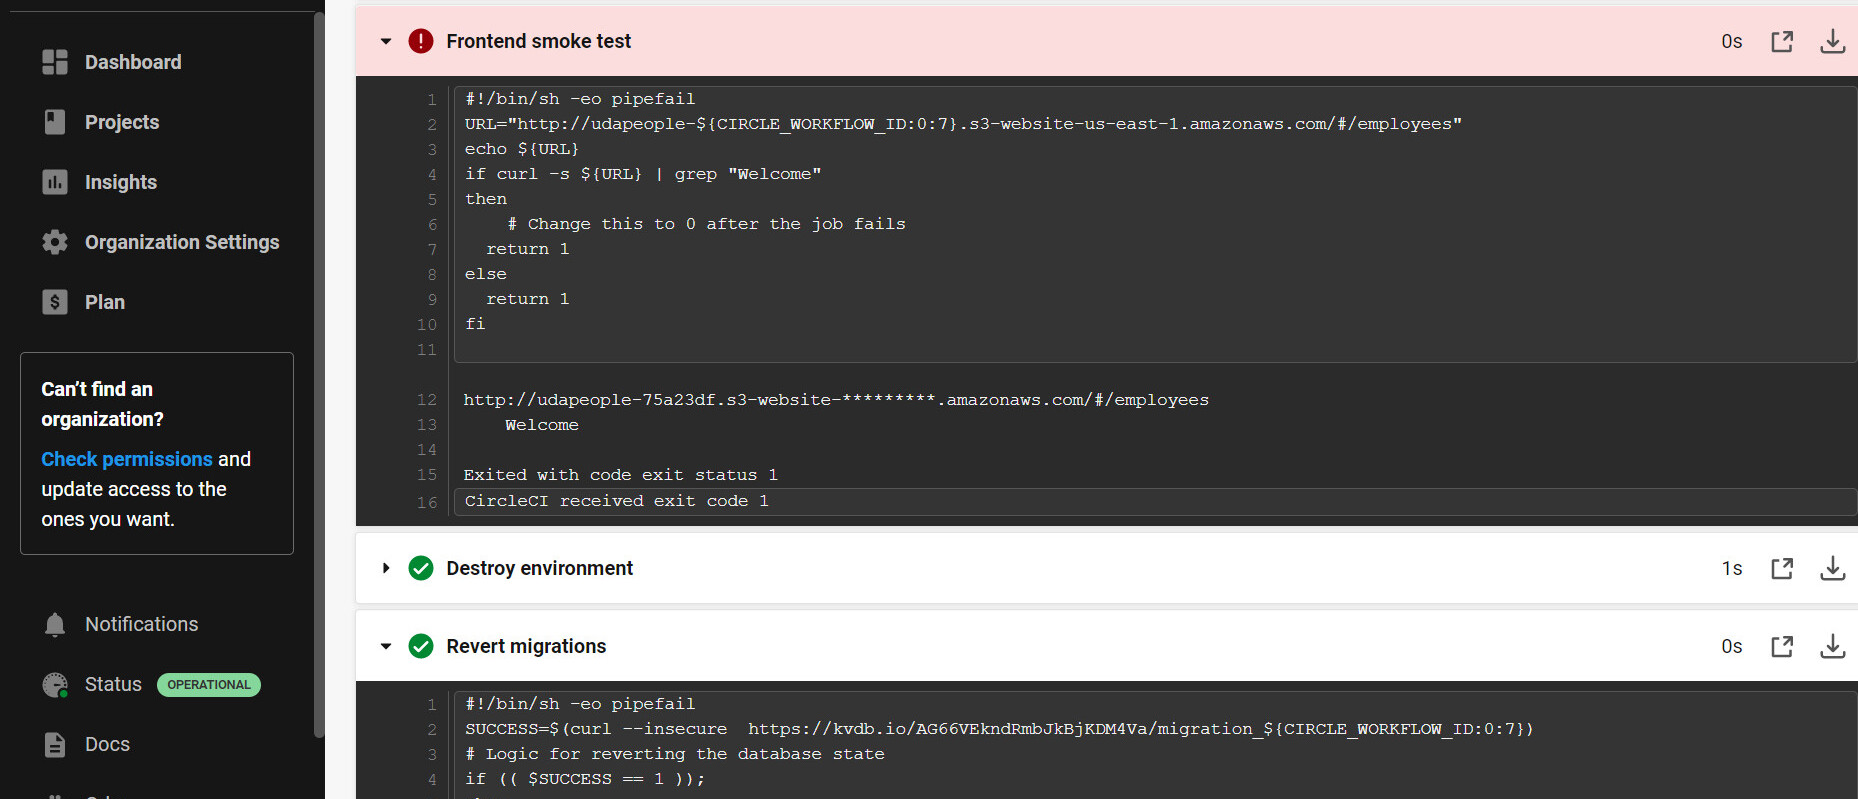 Dashboard
Projects
Insights
Organization Settings
Plan
Can't find an
organization?
Check permissions and
update access to the
ones you want.
Notifications
Status OPERATIONAL
Docs
Frontend smoke test 0s
1 #!/bin/sh -eo pipefail
2 URL="http://udapeople-${CIRCLE_WORKFLOW_ID:0:7}.s3-website-us-east-1.amazonaws.com/#/employees"
3 echo ${URL}
4 if curl -s ${URL} | grep "Welcome"
5 then
6 # Change this to 0 after the job fails
7 return 1
8 else
9 return 1
10 fi
11
12 http://udapeople-75a23df.s3-website-*********.amazonaws.com/#/employees
13 Welcome
14
15 Exited with code exit status 1
16 CircleCI received exit code 1
Destroy environment 1s
Revert migrations 0s
1 #!/bin/sh -eo pipefail
2 SUCCESS=$(curl --insecure  https://kvdb.io/AG66VEkndRmbJkBjKDM4Va/migration_${CIRCLE_WORKFLOW_ID:0:7})
3 # Logic for reverting the database state
4 if (( $SUCCESS == 1 ));